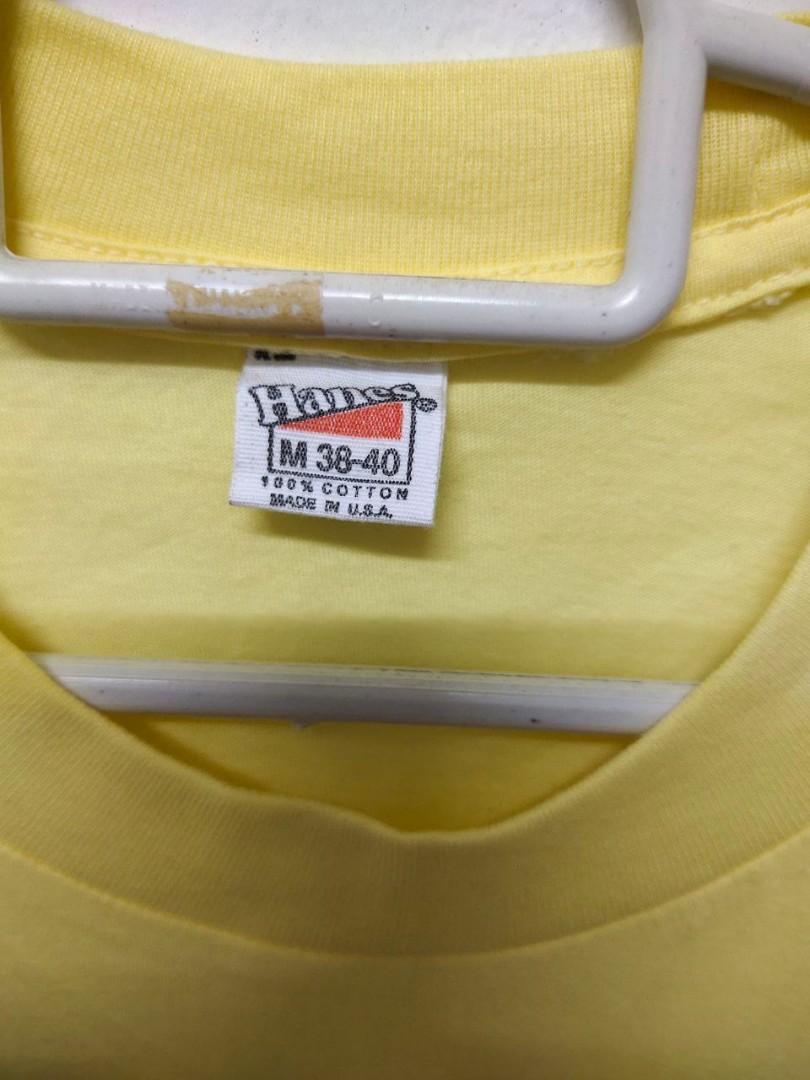 Hanes®
M 38-40
100% COTTON
MADE IN U.S.A.